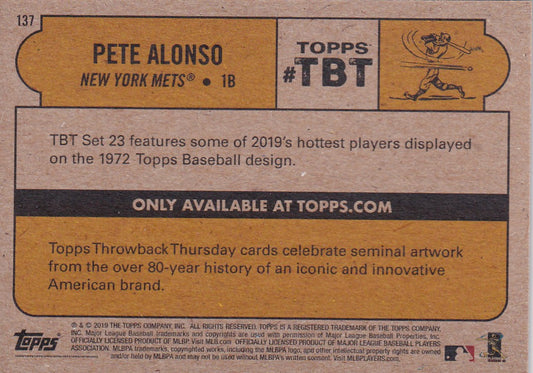 137
PETE ALONSO
NEW YORK METS® • 1B
TOPPS
#TBT
TBT Set 23 features some of 2019's hottest players displayed
on the 1972 Topps Baseball design.
ONLY AVAILABLE AT TOPPS.COM
Topps Throwback Thursday cards celebrate seminal artwork
from the over 80-year history of an iconic and innovative
American brand.
Topps
® & © 2019 THE TOPPS COMPANY, INC. ALL RIGHTS RESERVED. TOPPS IS A REGISTERED TRADEMARK OF THE TOPPS COMPANY,
INC. Major League Baseball trademarks and copyrights are used with permission of Major League Baseball Properties, Inc.
OFFICIALLY LICENSED PRODUCT OF MLBP. Visit MLB.com OFFICIALLY LICENSED PRODUCT OF MAJOR LEAGUE BASEBALL PLAYERS
ASSOCIATION. MLBPA trademarks, copyrighted works, including the MLBPA logo, and other intellectual property rights are owned
and/or held by MLBPA and may not be used without MLBPA's written consent. Visit MLBPLAYERS.COM.